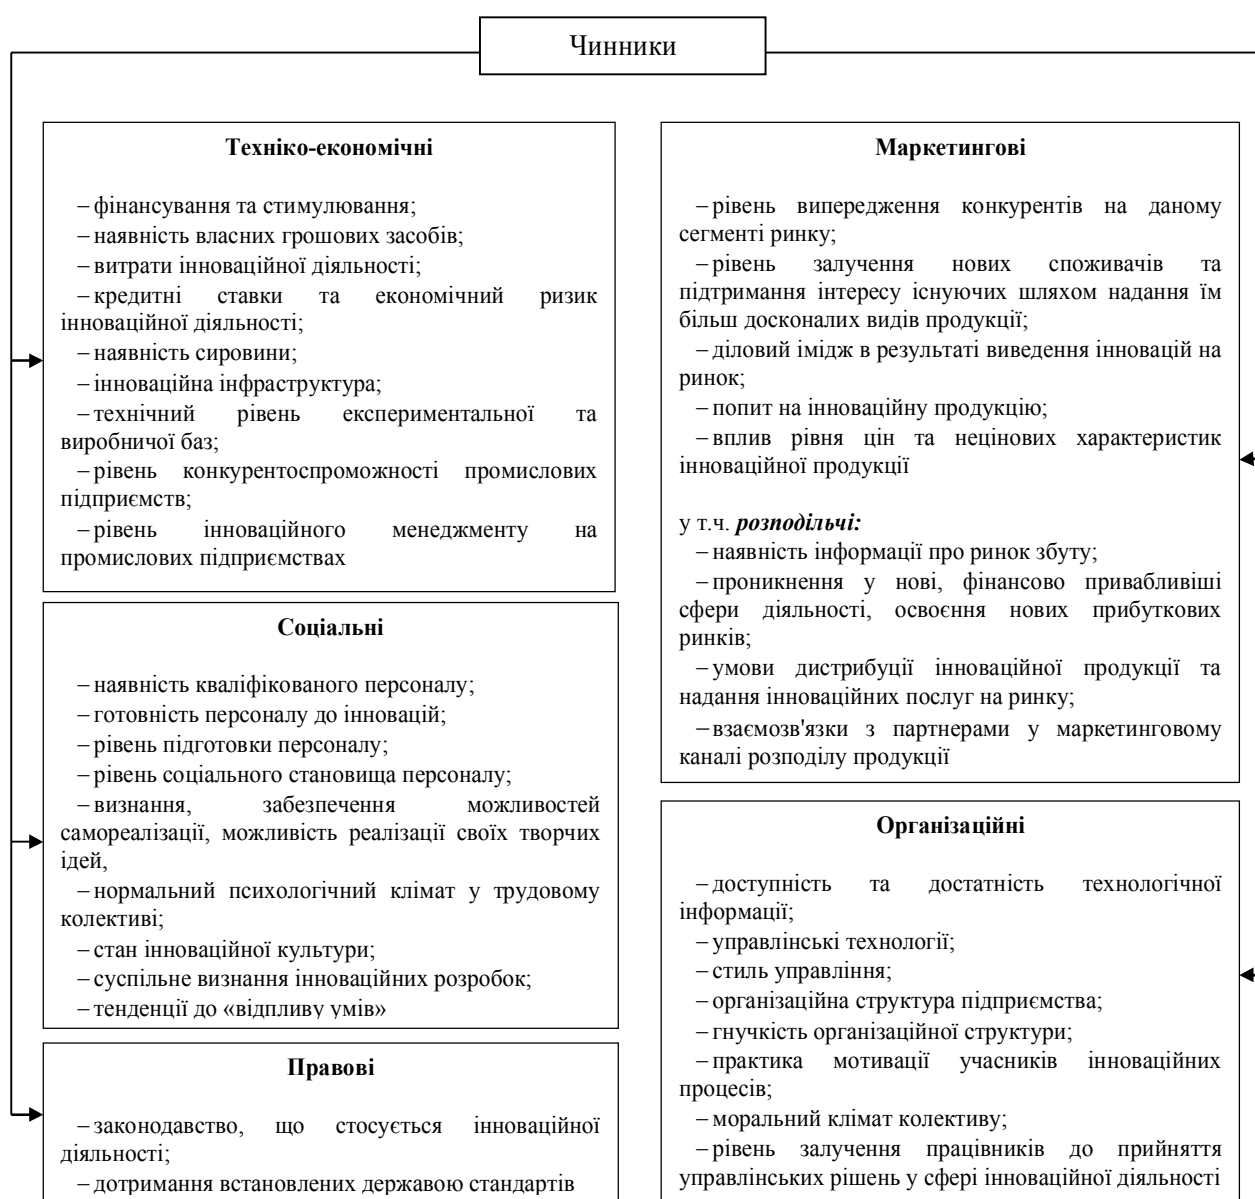 Чинники
Техніко-економічні
– фінансування та стимулювання;
– наявність власних грошових засобів;
– витрати інноваційної діяльності;
– кредитні ставки та економічний ризик
інноваційної діяльності;
– наявність сировини;
– інноваційна інфраструктура;
– технічний рівень експериментальної та
виробничої баз;
– рівень конкурентоспроможності промислових
підприємств;
– рівень інноваційного менеджменту на
промислових підприємствах
Соціальні
– наявність кваліфікованого персоналу;
– готовність персоналу до інновацій;
– рівень підготовки персоналу;
– рівень соціального становища персоналу;
– визнання, забезпечення можливостей
самореалізації, можливість реалізації своїх творчих
ідей,
– нормальний психологічний клімат у трудовому
колективі;
– стан інноваційної культури;
– суспільне визнання інноваційних розробок;
– тенденції до «відпливу умів»
Правові
– законодавство, що стосується інноваційної
діяльності;
– дотримання встановлених державою стандартів
Маркетингові
– рівень випередження конкурентів на даному
сегменті ринку;
– рівень залучення нових споживачів та
підтримання інтересу існуючих шляхом надання їм
більш досконалих видів продукції;
– діловий імідж в результаті виведення інновацій на
ринок;
– попит на інноваційну продукцію;
– вплив рівня цін та нецінових характеристик
інноваційної продукції
у т.ч. розподільчі:
– наявність інформації про ринок збуту;
– проникнення у нові, фінансово привабливіші
сфери діяльності, освоєння нових прибуткових
ринків;
– умови дистрибуції інноваційної продукції та
надання інноваційних послуг на ринку;
– взаємозв'язки з партнерами у маркетинговому
каналі розподілу продукції
Організаційні
– доступність та достатність технологічної
інформації;
– управлінські технології;
– стиль управління;
– організаційна структура підприємства;
– гнучкість організаційної структури;
– практика мотивації учасників інноваційних
процесів;
– моральний клімат колективу;
– рівень залучення працівників до прийняття
управлінських рішень у сфері інноваційної діяльності